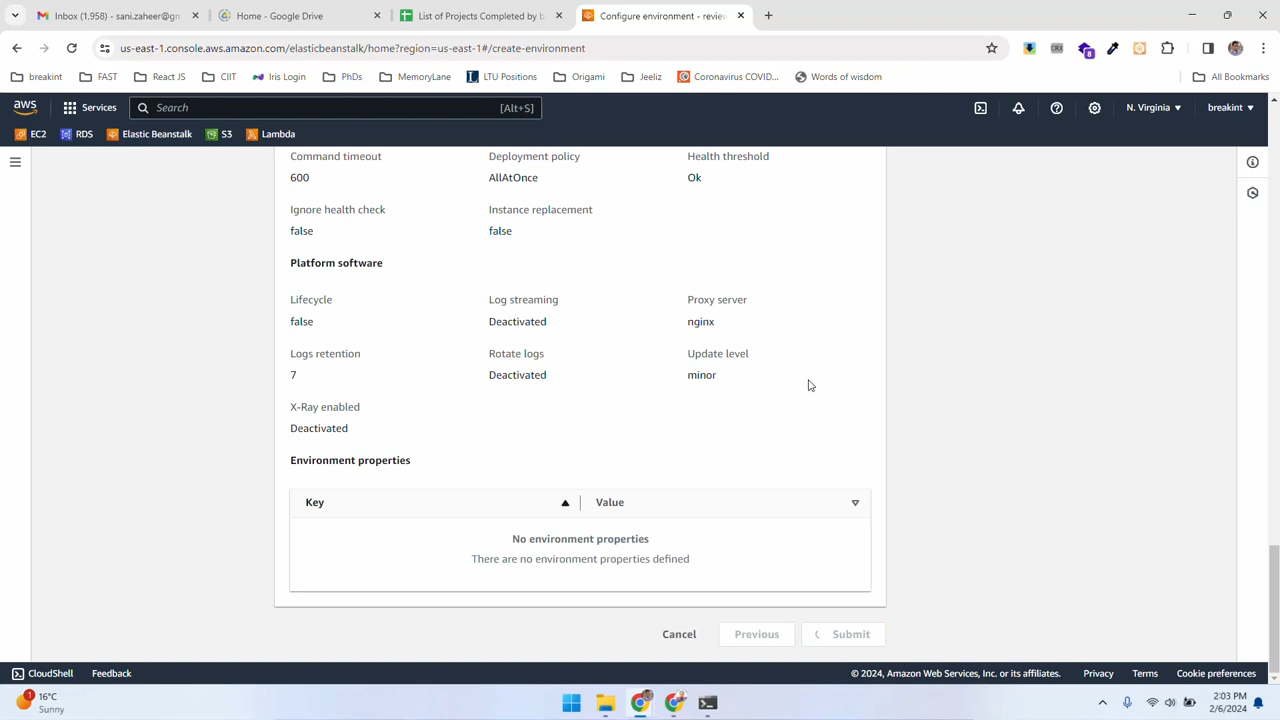 Inbox (1,958) - sani.zaheer@gn
Home - Google Drive
List of Projects Completed by b
Configure environment - review
us-east-1.console.aws.amazon.com/elasticbeanstalk/home?region=us-east-1#/create-environment
breakint
FAST
React JS
CIIT
Iris Login
PhDs
MemoryLane
LTU Positions
Origami
Jeeliz
Coronavirus COVID...
Words of wisdom
All Bookmarks
aws
Services
Search
[Alt+S]
N. Virginia
breakint
EC2
RDS
Elastic Beanstalk
S3
Lambda
Command timeout
Deployment policy
Health threshold
600
AllAtOnce
Ok
Ignore health check
Instance replacement
false
false
Platform software
Lifecycle
Log streaming
Proxy server
false
Deactivated
nginx
Logs retention
Rotate logs
Update level
7
Deactivated
minor
X-Ray enabled
Deactivated
Environment properties
Key
Value
No environment properties
There are no environment properties defined
Cancel
Previous
Submit
CloudShell
Feedback
© 2024, Amazon Web Services, Inc. or its affiliates.
Privacy
Terms
Cookie preferences
16°C
Sunny
2:03 PM
2/6/2024